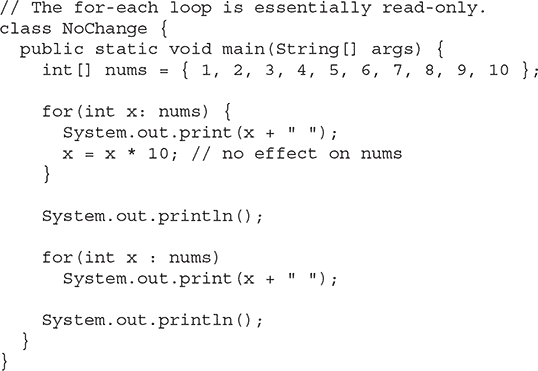 // The for-each loop is essentially read-only.
class NoChange {
  public static void main(String[] args) {
    int[] nums = { 1, 2, 3, 4, 5, 6, 7, 8, 9, 10 };

    for(int x: nums) {
      System.out.print(x + " ");
      x = x * 10; // no effect on nums
    }

    System.out.println();

    for(int x : nums)
      System.out.print(x + " ");

    System.out.println();
  }
}